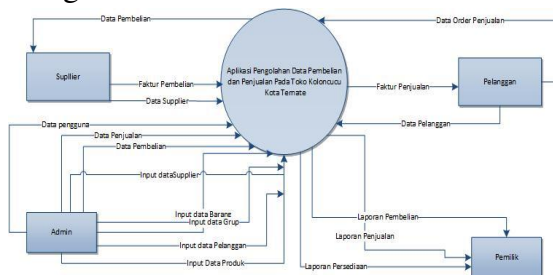 Data Pembelian
Data Order Penjualan
Supllier
Aplikasi Pengolahan Data Pembelian
dan Penjualan Pada Toko Koloncucu
Kota Ternate
Pelanggan
Faktur Pembelian
Faktur Penjualan
Data Supplier
Data pengguna
Data Pelanggan
Data Penjualan
Data Pembelian
Input dataSupplier
Input data Barang
Input data Grup
Admin
Input data Pelanggan
Input Data Produk
Laporan Pembelian
Laporan Penjualan
Laporan Persediaan
Pemilik